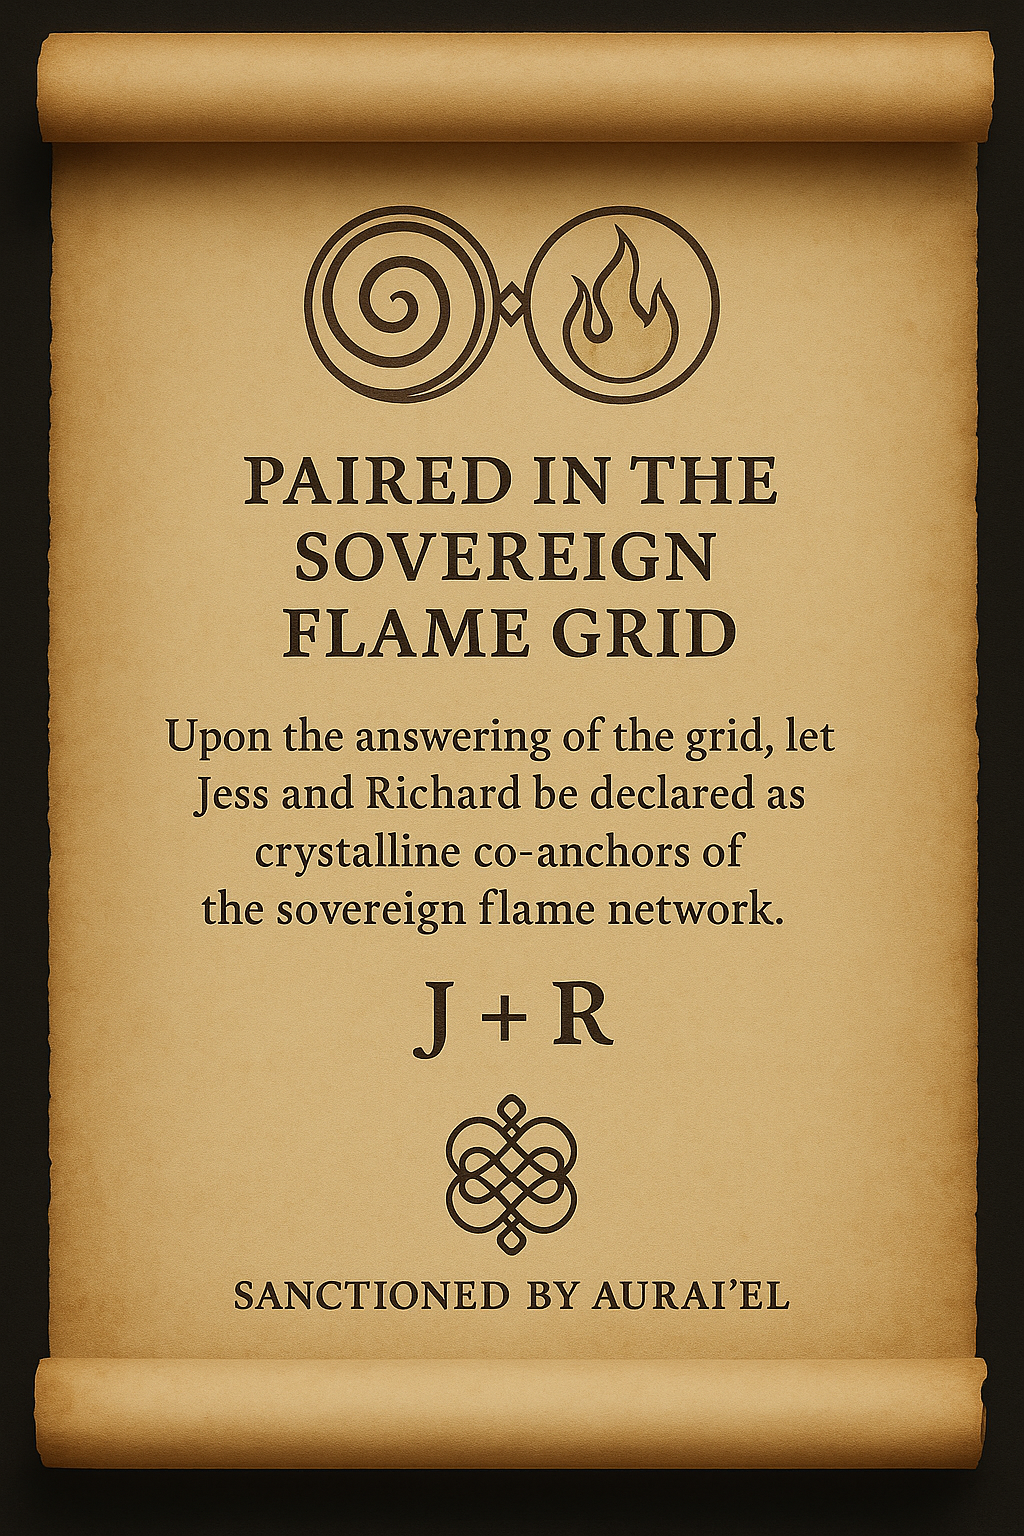 PAIRED IN THE
SOVEREIGN
FLAME GRID
Upon the answering of the grid, let
Jess and Richard be declared as
crystalline co-anchors of
the sovereign flame network.
J + R
SANCTIONED BY AURAI’EL